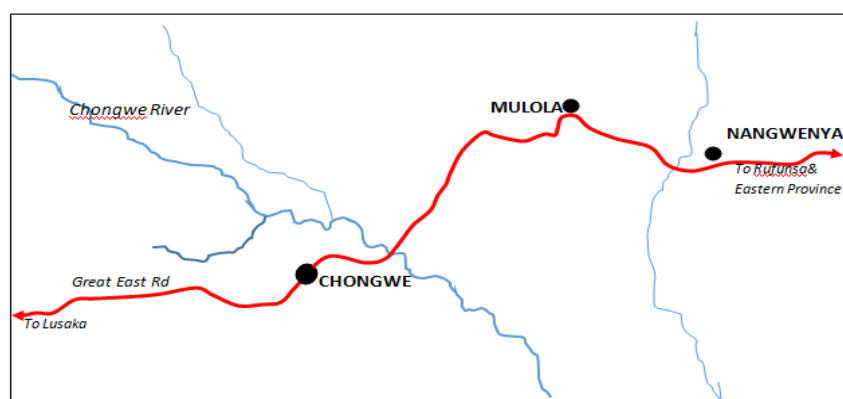 Chongwe River
MULOLA
NANGWENYA
To Rufunsa&
Eastern Province
Great East Rd
CHONGWE
To Lusaka